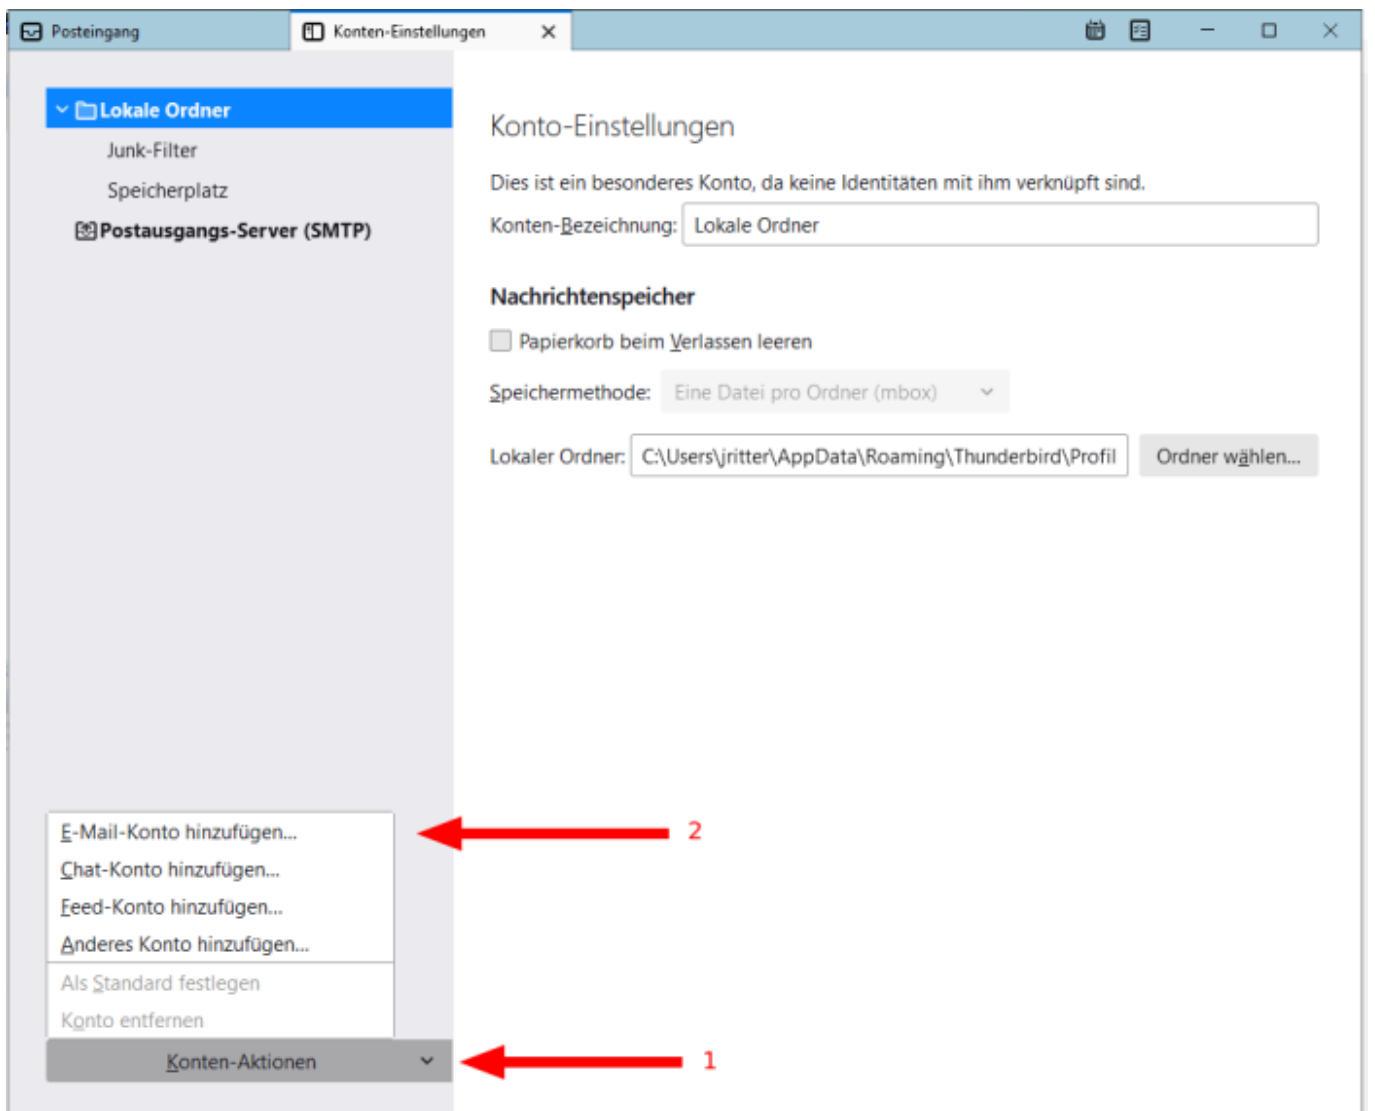 Posteingang
Konten-Einstellungen
Lokale Ordner
Junk-Filter
Speicherplatz
Postausgangs-Server (SMTP)
Konto-Einstellungen
Dies ist ein besonderes Konto, da keine Identitäten mit ihm verknüpft sind.
Konten-Bezeichnung: Lokale Ordner
Nachrichtenspeicher
Papierkorb beim Verlassen leeren
Speichermethode: Eine Datei pro Ordner (mbox)
Lokaler Ordner: C:\Users\jritter\AppData\Roaming\Thunderbird\Profil Ordner wählen...
E-Mail-Konto hinzufügen... 2
Chat-Konto hinzufügen...
Feed-Konto hinzufügen...
Anderes Konto hinzufügen...
Als Standard festlegen
Konto entfernen
Konten-Aktionen 1